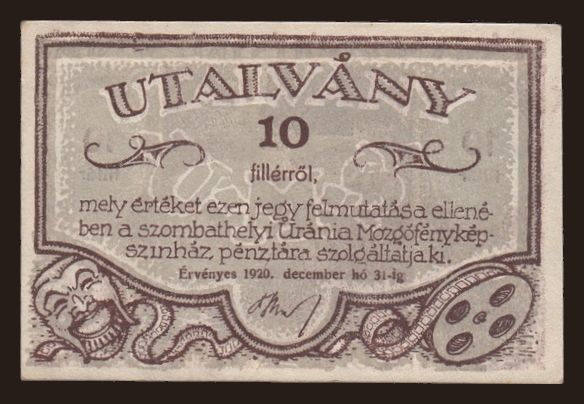 UTALVÁNY
10
fillérről,
mely értéket ezen jegy felmutatása ellené-
ben a szombathelyi Uránia Mozgófénykép-
szinház pénztára szolgáltatja ki.
Érvényes 1920. december hó 31-ig